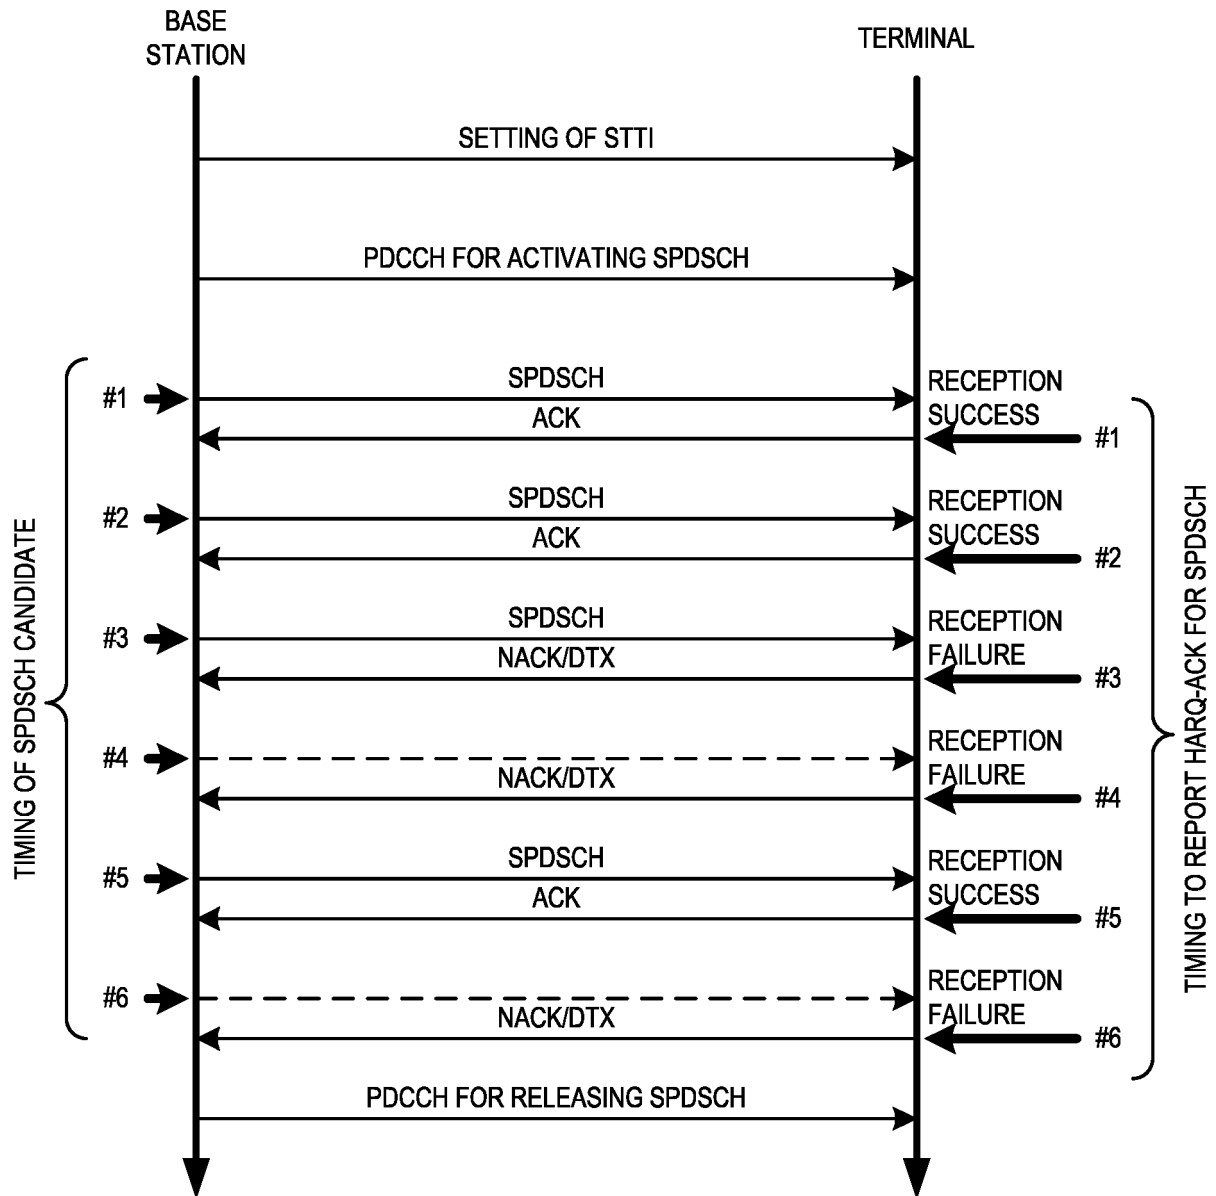 BASE
STATION
TERMINAL
SETTING OF STTI
PDCCH FOR ACTIVATING SPDSCH
TIMING OF SPDSCH CANDIDATE
#1
SPDSCH
RECEPTION
SUCCESS
ACK
#1
#2
SPDSCH
RECEPTION
SUCCESS
ACK
#2
#3
SPDSCH
RECEPTION
FAILURE
NACK/DTX
#3
#4
RECEPTION
FAILURE
NACK/DTX
#4
#5
SPDSCH
RECEPTION
SUCCESS
ACK
#5
#6
RECEPTION
FAILURE
NACK/DTX
#6
TIMING TO REPORT HARQ-ACK FOR SPDSCH
PDCCH FOR RELEASING SPDSCH